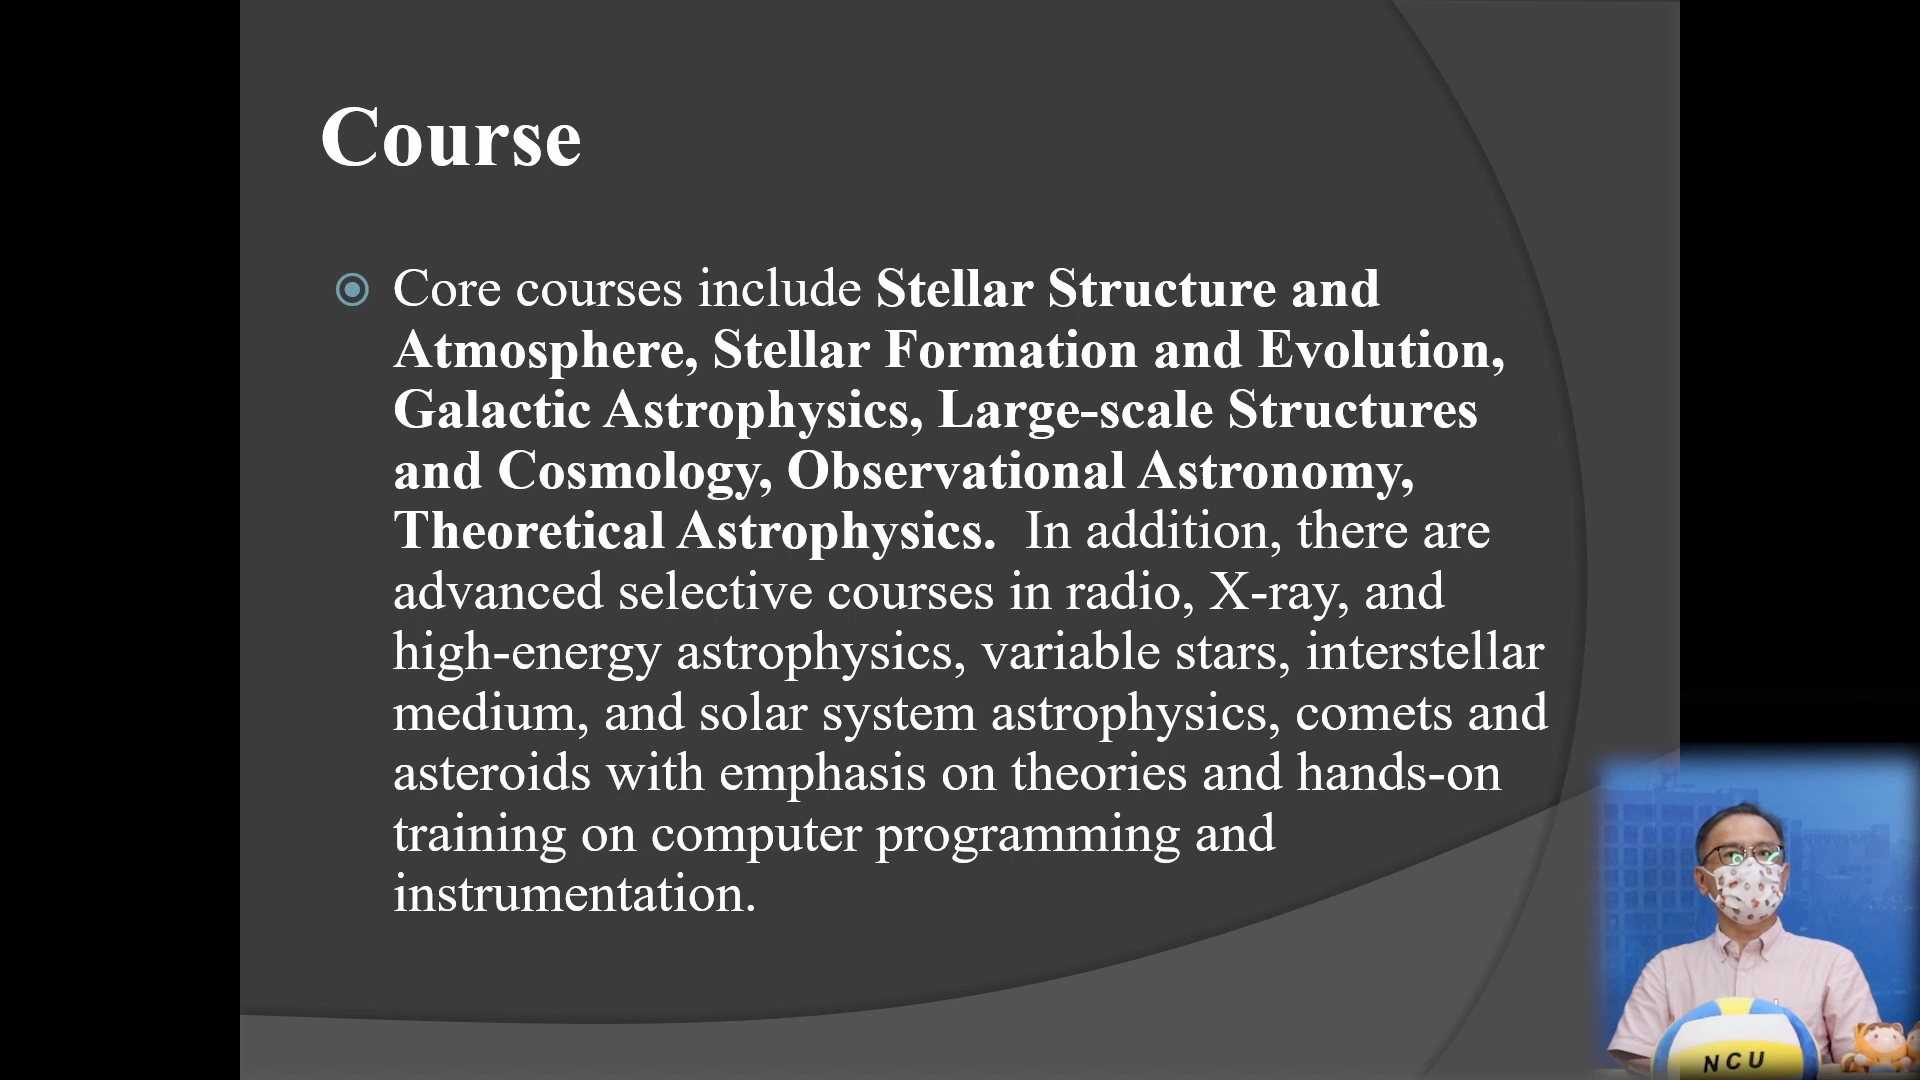 Course
Core courses include Stellar Structure and
Atmosphere, Stellar Formation and Evolution,
Galactic Astrophysics, Large-scale Structures
and Cosmology, Observational Astronomy,
Theoretical Astrophysics.  In addition, there are
advanced selective courses in radio, X-ray, and
high-energy astrophysics, variable stars, interstellar
medium, and solar system astrophysics, comets and
asteroids with emphasis on theories and hands-on
training on computer programming and
instrumentation.
NCU